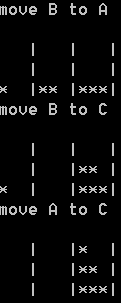 move B to A
    |    |    |
    |    |    |
*   |**  |***|
move B to C
    |    |    |
    |    |**  |
*   |    |***|
move A to C
    |    |*   |
    |    |**  |
    |    |***|